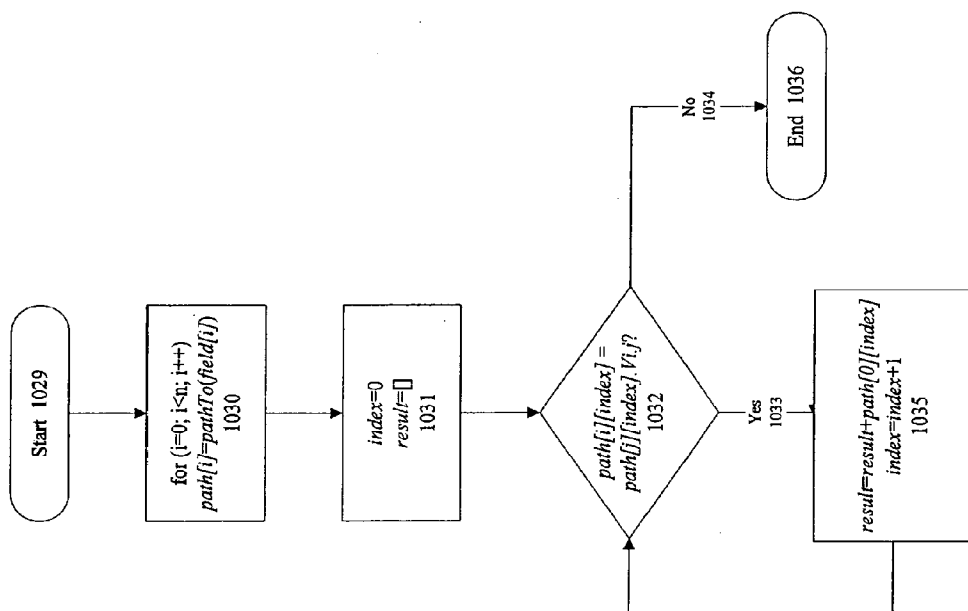 Start 1029
for (i=0; i<n; i++)
path[i]=pathTo(field[i])
1030
index=0
result=[]
1031
path[i][index] =
path[j][index].∀i,j?
1032
No
1034
End 1036
Yes
1033
result=result+path[0][index]
index=index+1
1035